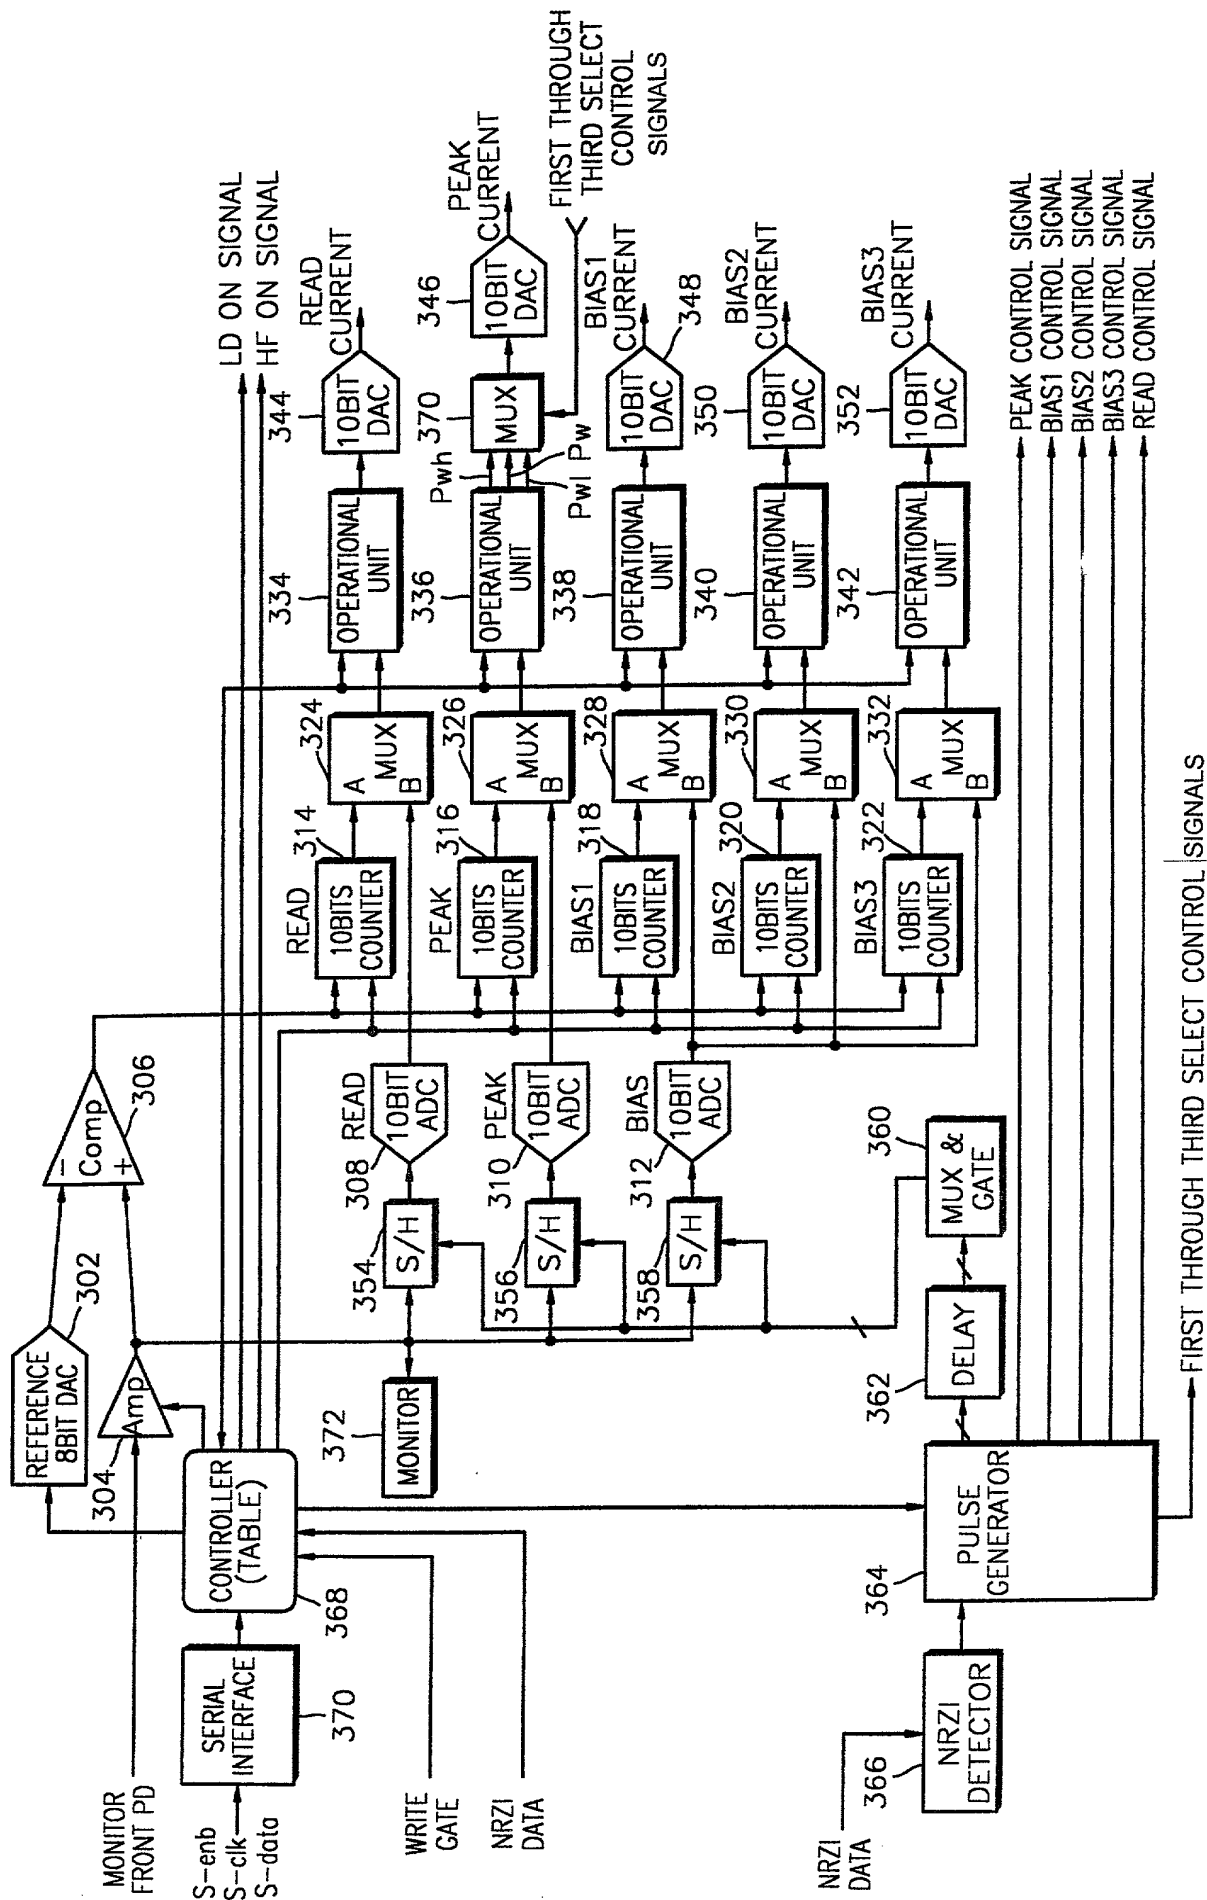 MONITOR
FRONT PD
S-enb
S-clk
S-data
SERIAL
INTERFACE
370
WRITE
GATE
NRZI
DATA
NRZI
DATA
NRZI
DETECTOR
366
REFERENCE
8BIT DAC
302
304
Amp
CONTROLLER
(TABLE)
368
MONITOR
372
PULSE
GENERATOR
364
DELAY
362
MUX &
GATE
360
Comp
−
+
306
S/H
354
S/H
356
S/H
358
READ
10BIT
ADC
308
PEAK
10BIT
ADC
310
BIAS
10BIT
ADC
312
READ
10BITS
COUNTER
314
PEAK
10BITS
COUNTER
316
BIAS1
10BITS
COUNTER
318
BIAS2
10BITS
COUNTER
320
BIAS3
10BITS
COUNTER
322
A
MUX
B
324
A
MUX
B
326
A
MUX
B
328
A
MUX
B
330
A
MUX
B
332
OPERATIONAL
UNIT
334
OPERATIONAL
UNIT
336
OPERATIONAL
UNIT
338
OPERATIONAL
UNIT
340
OPERATIONAL
UNIT
342
Pwh
Pw
Pwl
MUX
370
10BIT
DAC
344
10BIT
DAC
346
10BIT
DAC
348
10BIT
DAC
350
10BIT
DAC
352
LD ON SIGNAL
HF ON SIGNAL
READ
CURRENT
PEAK
CURRENT
FIRST THROUGH
THIRD SELECT
CONTROL
SIGNALS
BIAS1
CURRENT
BIAS2
CURRENT
BIAS3
CURRENT
PEAK CONTROL SIGNAL
BIAS1 CONTROL SIGNAL
BIAS2 CONTROL SIGNAL
BIAS3 CONTROL SIGNAL
READ CONTROL SIGNAL
FIRST THROUGH THIRD SELECT CONTROL SIGNALS